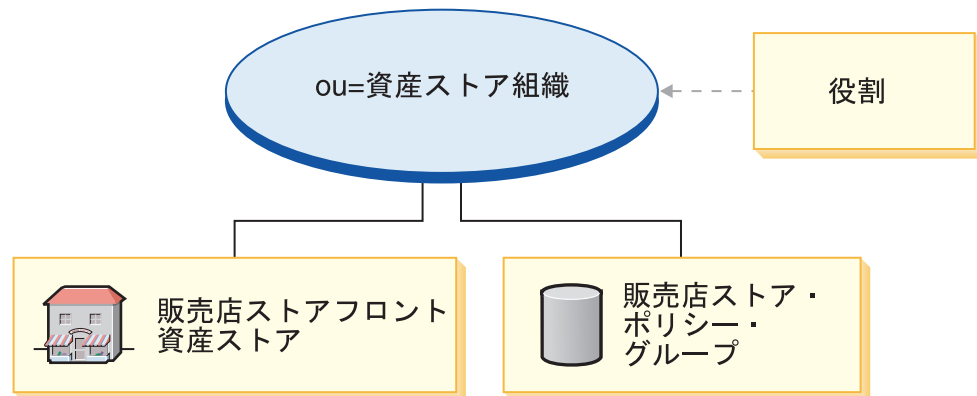 ou=資産ストア組織
役割
販売店ストアフロント
資産ストア
販売店ストア・
ポリシー・
グループ